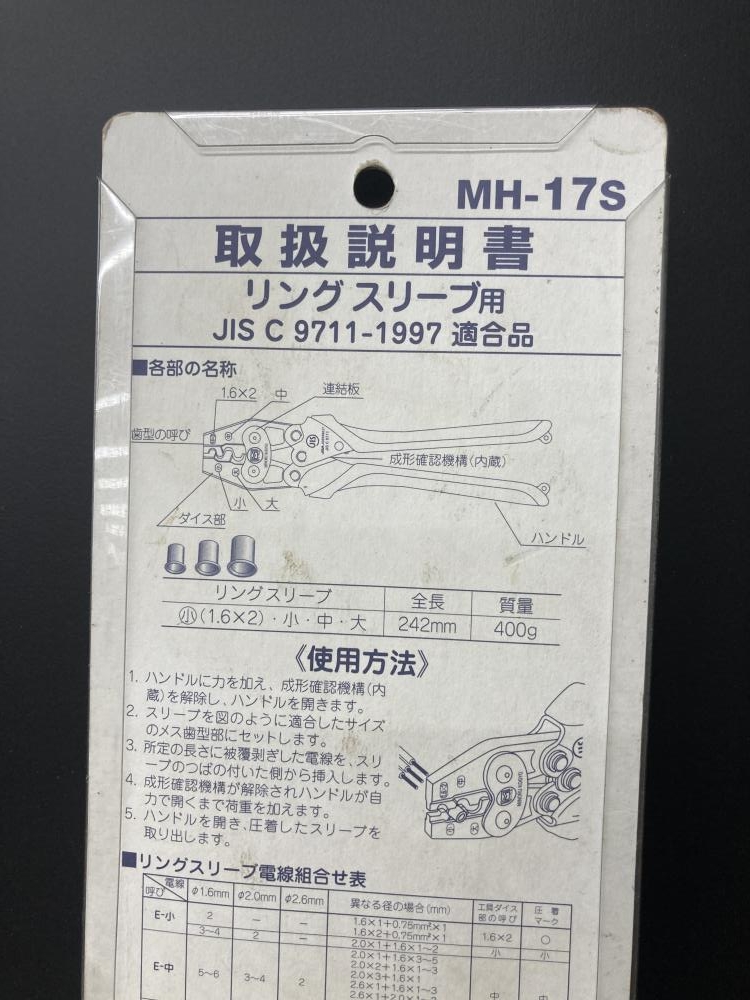 MH-17S
取扱説明書
リングスリーブ用
JIS C 9711-1997 適合品
■各部の名称
1.6×2 中 連結板
歯型の呼び
JIS
成形確認機構(内蔵)
小 大
ダイス部
ハンドル
リングスリーブ 全長 質量
㊙(1.6×2)・小・中・大 242mm 400g
《使用方法》
1. ハンドルに力を加え、成形確認機構(内
蔵)を解除し、ハンドルを開きます。
2. スリーブを図のように適合したサイズ
のメス歯型部にセットします。
3. 所定の長さに被覆剥ぎした電線を、スリ
ーブのつばの付いた側から挿入します。
4. 成形確認機構が解除されハンドルが自
力で開くまで荷重を加えます。
5. ハンドルを開き、圧着したスリーブを
取り出します。
■リングスリーブ電線組合せ表
電線
呼び φ1.6mm φ2.0mm φ2.6mm 異なる径の場合(mm) 工具ダイス
部の呼び 圧着
マーク
E-小 2 – – 1.6×1+0.75mm²×1
1.6×2+0.75mm²×1 1.6×2 ○
3~4 2 – 2.0×1+1.6×1~2 小 小
E-中 5~6 3~4 2 2.0×1+1.6×3~5
2.0×2+1.6×1~3
2.0×3+1.6×1
2.6×1+1.6×1~3 中 中